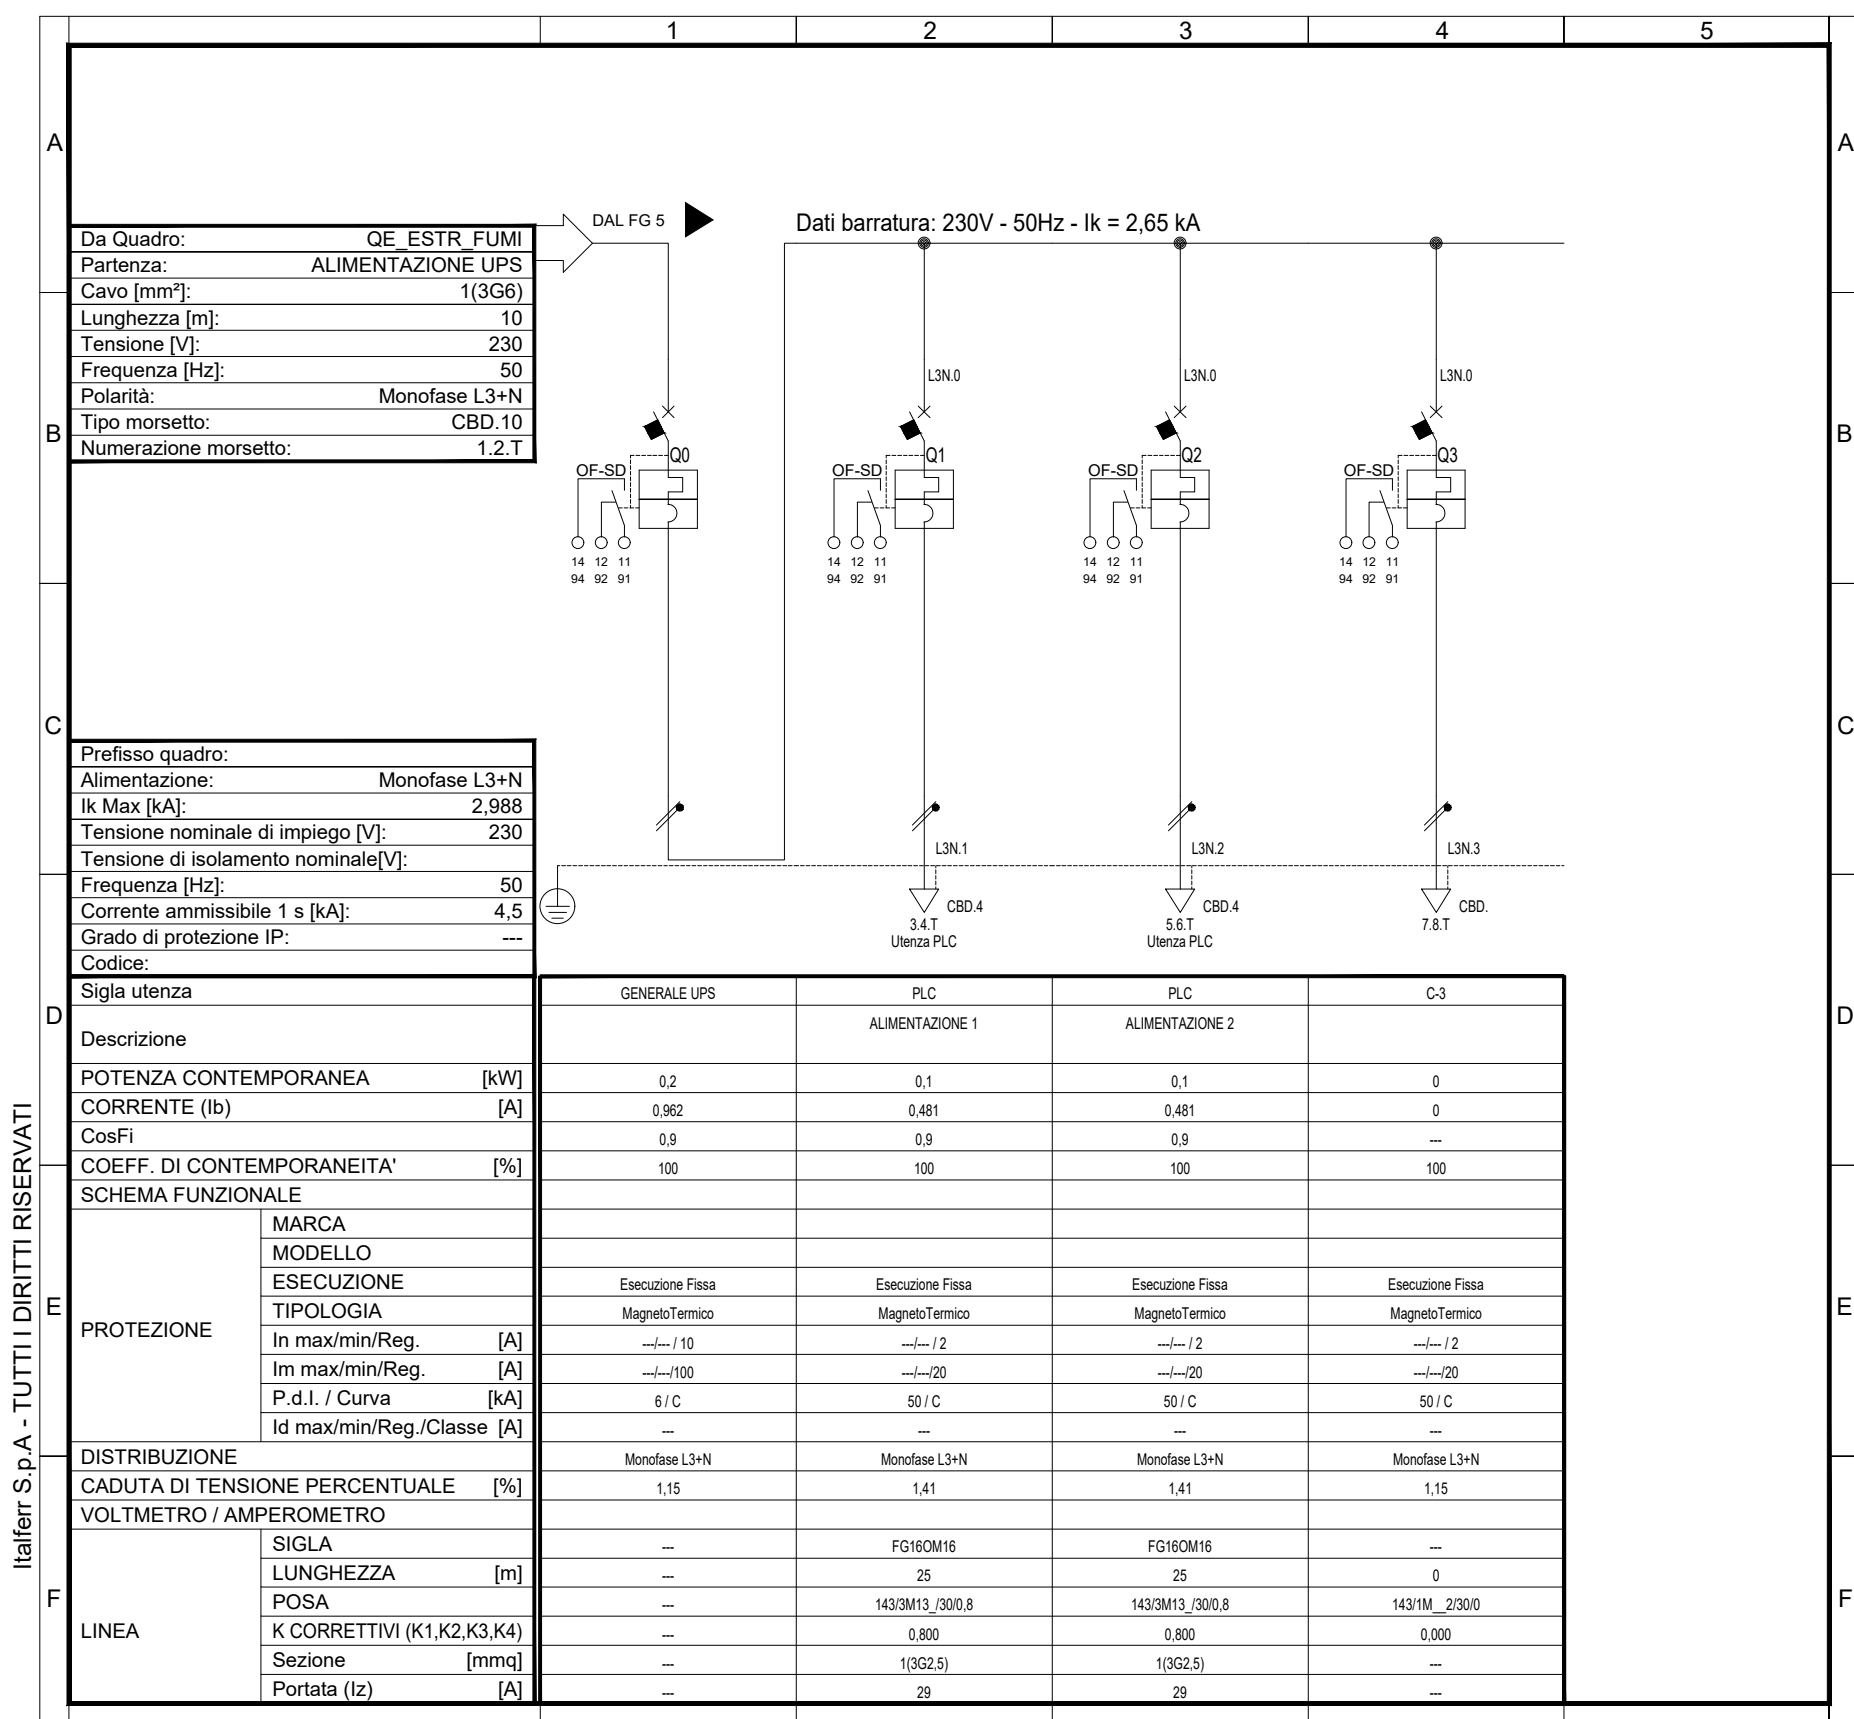 1 2 3 4 5
A A
DAL FG 5
Dati barratura: 230V - 50Hz - Ik = 2,65 kA
Da Quadro: QE_ESTR_FUMI
Partenza: ALIMENTAZIONE UPS
Cavo [mm²]: 1(3G6)
Lunghezza [m]: 10
Tensione [V]: 230
Frequenza [Hz]: 50
Polarità: Monofase L3+N
Tipo morsetto: CBD.10
Numerazione morsetto: 1.2.T
L3N.0 L3N.0 L3N.0
B B
Q0 Q1 Q2 Q3
OF-SD OF-SD OF-SD OF-SD
14 12 11 14 12 11 14 12 11 14 12 11
94 92 91 94 92 91 94 92 91 94 92 91
C C
Prefisso quadro:
Alimentazione: Monofase L3+N
Ik Max [kA]: 2,988
Tensione nominale di impiego [V]: 230
Tensione di isolamento nominale[V]:
Frequenza [Hz]: 50
Corrente ammissibile 1 s [kA]: 4,5
Grado di protezione IP: ---
Codice:
L3N.1 L3N.2 L3N.3
CBD.4 CBD.4 CBD.
3.4.T 5.6.T 7.8.T
Utenza PLC Utenza PLC
Sigla utenza GENERALE UPS PLC PLC C-3
D D
Descrizione ALIMENTAZIONE 1 ALIMENTAZIONE 2
POTENZA CONTEMPORANEA [kW] 0,2 0,1 0,1 0
CORRENTE (Ib) [A] 0,962 0,481 0,481 0
CosFi 0,9 0,9 0,9 ---
COEFF. DI CONTEMPORANEITA' [%] 100 100 100 100
SCHEMA FUNZIONALE
E E
PROTEZIONE
MARCA
MODELLO
ESECUZIONE Esecuzione Fissa Esecuzione Fissa Esecuzione Fissa Esecuzione Fissa
TIPOLOGIA MagnetoTermico MagnetoTermico MagnetoTermico MagnetoTermico
In max/min/Reg. [A] ---/--- / 10 ---/--- / 2 ---/--- / 2 ---/--- / 2
Im max/min/Reg. [A] ---/---/100 ---/---/20 ---/---/20 ---/---/20
P.d.I. / Curva [kA] 6 / C 50 / C 50 / C 50 / C
Id max/min/Reg./Classe [A] --- --- --- ---
DISTRIBUZIONE Monofase L3+N Monofase L3+N Monofase L3+N Monofase L3+N
CADUTA DI TENSIONE PERCENTUALE [%] 1,15 1,41 1,41 1,15
VOLTMETRO / AMPEROMETRO
F F
LINEA
SIGLA --- FG16OM16 FG16OM16 ---
LUNGHEZZA [m] --- 25 25 0
POSA --- 143/3M13_/30/0,8 143/3M13_/30/0,8 143/1M__2/30/0
K CORRETTIVI (K1,K2,K3,K4) --- 0,800 0,800 0,000
Sezione [mmq] --- 1(3G2,5) 1(3G2,5) ---
Portata (Iz) [A] --- 29 29 ---
Italferr S.p.A - TUTTI I DIRITTI RISERVATI